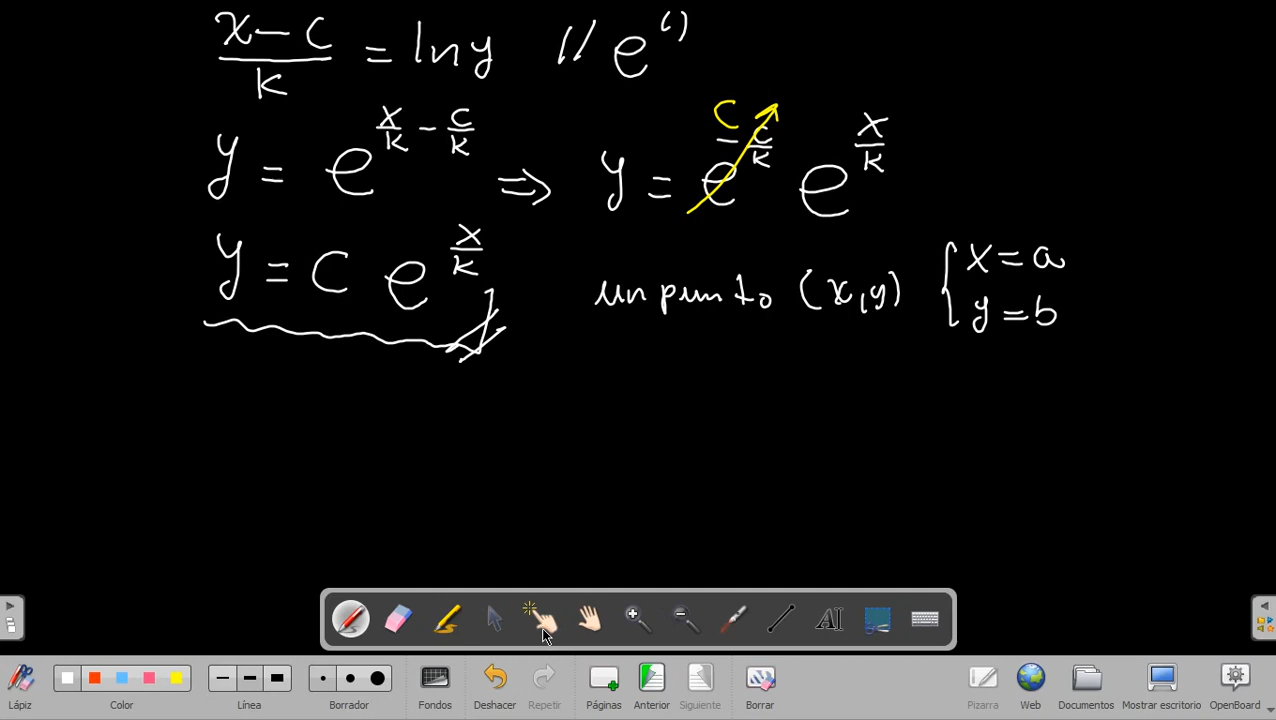 (x-c)/k = ln y // e^()
y = e^(x/k - c/k) ⇒ y = e^(-c/k) C e^(x/k)
y = C e^(x/k)
un punto (x,y) { x = a
y = b
Lápiz Color Línea Borrador Fondos Deshacer Repetir Páginas Anterior Siguiente Borrar Pizarra Web Documentos Mostrar escritorio OpenBoard